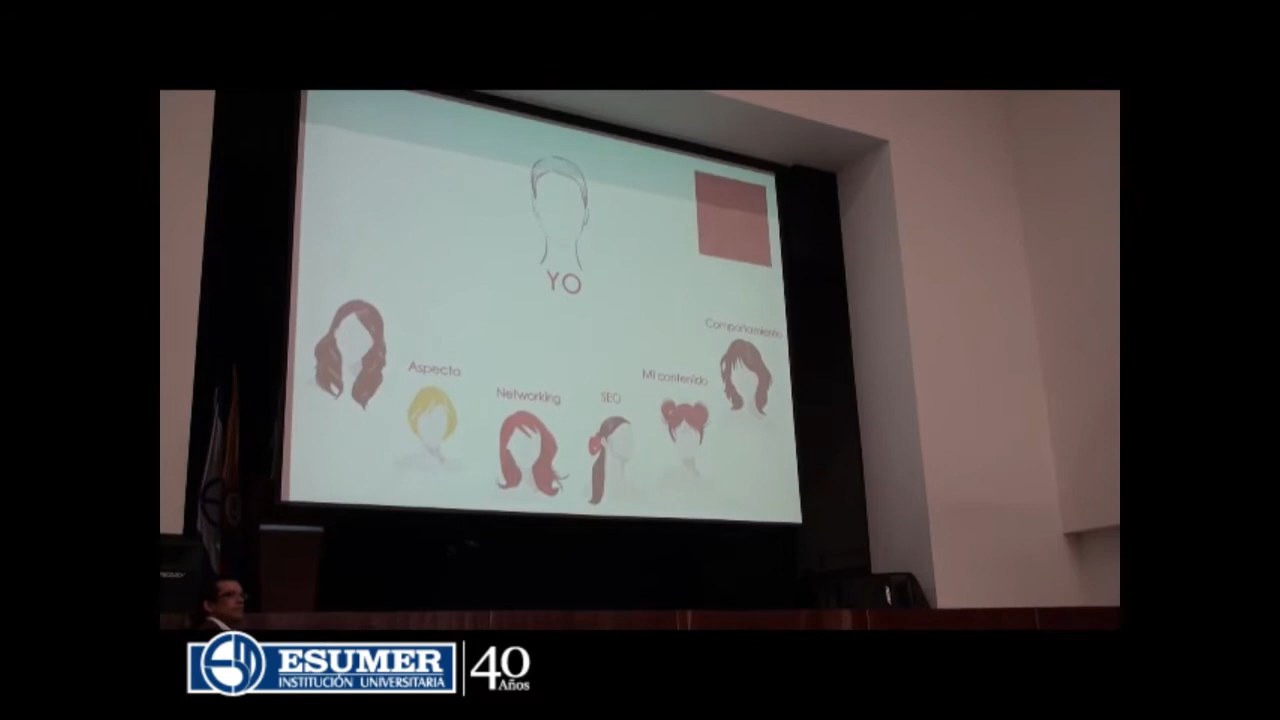 YO
Comportamiento
Aspecto
Mi contenido
Networking
SEO
ESUMER
INSTITUCIÓN UNIVERSITARIA
40
Años